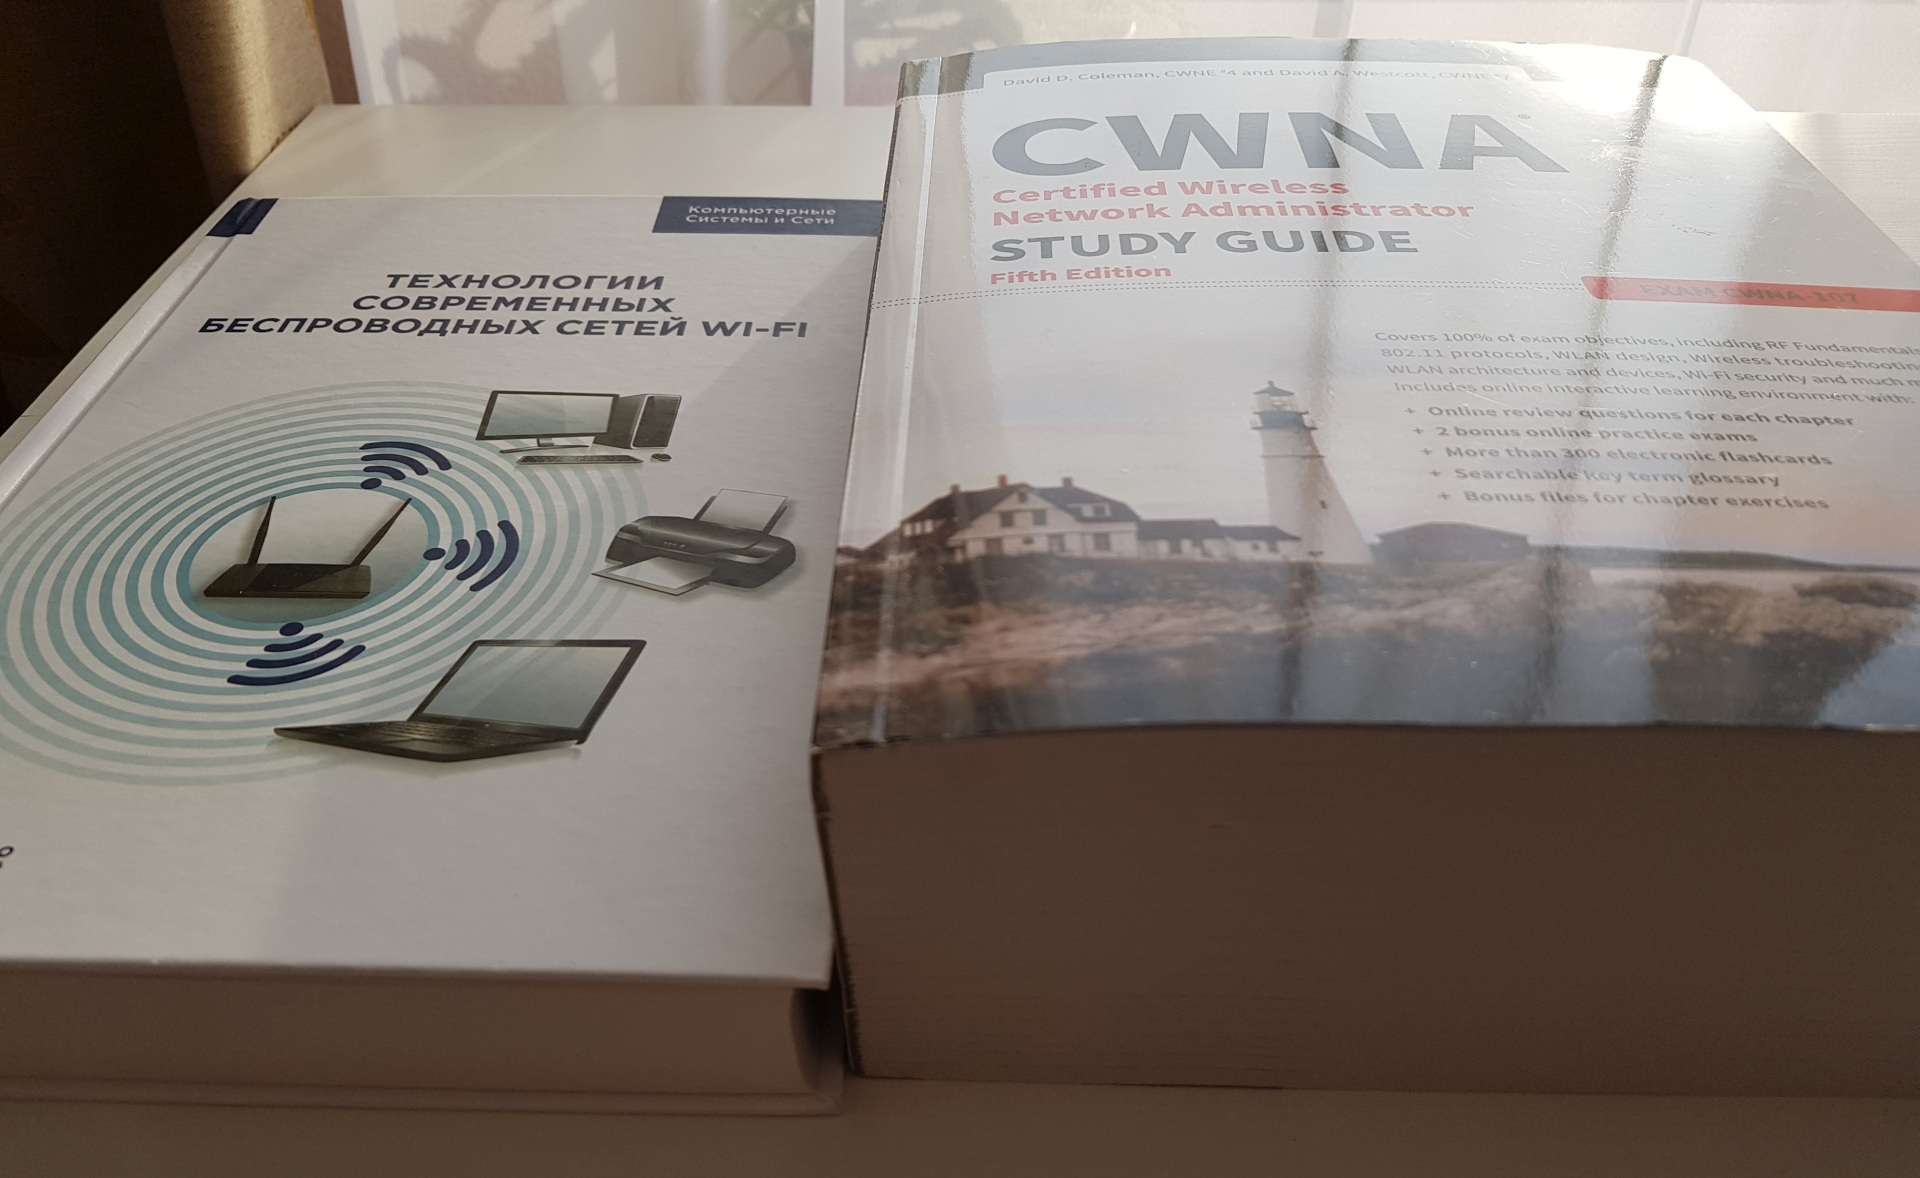 Компьютерные
Системы и Сети
ТЕХНОЛОГИИ
СОВРЕМЕННЫХ
БЕСПРОВОДНЫХ СЕТЕЙ WI-FI
David D. Coleman, CWNE #4 and David A. Westcott, CWNE #7
CWNA®
Certified Wireless
Network Administrator
STUDY GUIDE
Fifth Edition
EXAM CWNA-107
Covers 100% of exam objectives, including RF Fundamentals
802.11 protocols, WLAN design, Wireless troubleshooting
WLAN architecture and devices, Wi-Fi security and much
Includes online interactive learning environment with:
+ Online review questions for each chapter
+ 2 bonus online practice exams
+ More than 300 electronic flashcards
+ Searchable key term glossary
+ Bonus files for chapter exercises